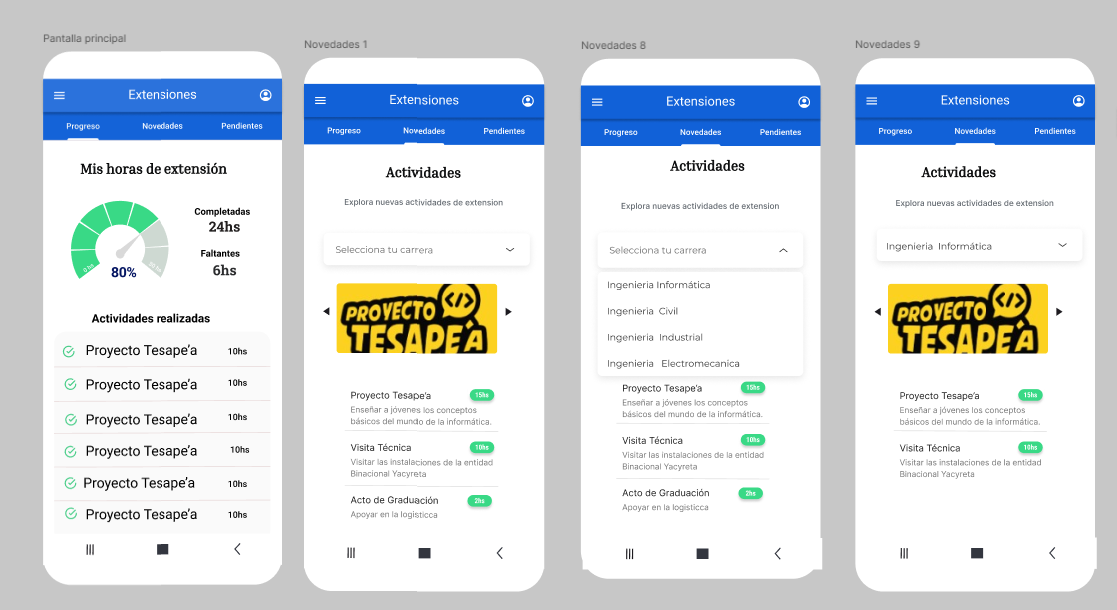 Pantalla principal
Extensiones
Progreso Novedades Pendientes
Mis horas de extensión
Completadas
24hs
Faltantes
6hs
0 hs
80%
Actividades realizadas
Proyecto Tesape'a 10hs
Proyecto Tesape'a 10hs
Proyecto Tesape'a 10hs
Proyecto Tesape'a 10hs
Proyecto Tesape'a 10hs
Proyecto Tesape'a 10hs
Novedades 1
Extensiones
Progreso Novedades Pendientes
Actividades
Explora nuevas actividades de extension
Selecciona tu carrera
PROYECTO
TESAPE'A
Proyecto Tesape'a 15hs
Enseñar a jóvenes los conceptos
básicos del mundo de la informática.
Visita Técnica 10hs
Visitar las instalaciones de la entidad
Binacional Yacyreta
Acto de Graduación 2hs
Apoyar en la logisticca
Novedades 8
Extensiones
Progreso Novedades Pendientes
Actividades
Explora nuevas actividades de extension
Selecciona tu carrera
Ingenieria Informática
Ingenieria Civil
Ingenieria Industrial
Ingenieria Electromecanica
Proyecto Tesape'a 15hs
Enseñar a jóvenes los conceptos
básicos del mundo de la informática.
Visita Técnica 10hs
Visitar las instalaciones de la entidad
Binacional Yacyreta
Acto de Graduación 2hs
Apoyar en la logisticca
Novedades 9
Extensiones
Progreso Novedades Pendientes
Actividades
Explora nuevas actividades de extension
Ingenieria Informática
PROYECTO
TESAPE'A
Proyecto Tesape'a 15hs
Enseñar a jóvenes los conceptos
básicos del mundo de la informática.
Visita Técnica 10hs
Visitar las instalaciones de la entidad
Binacional Yacyreta